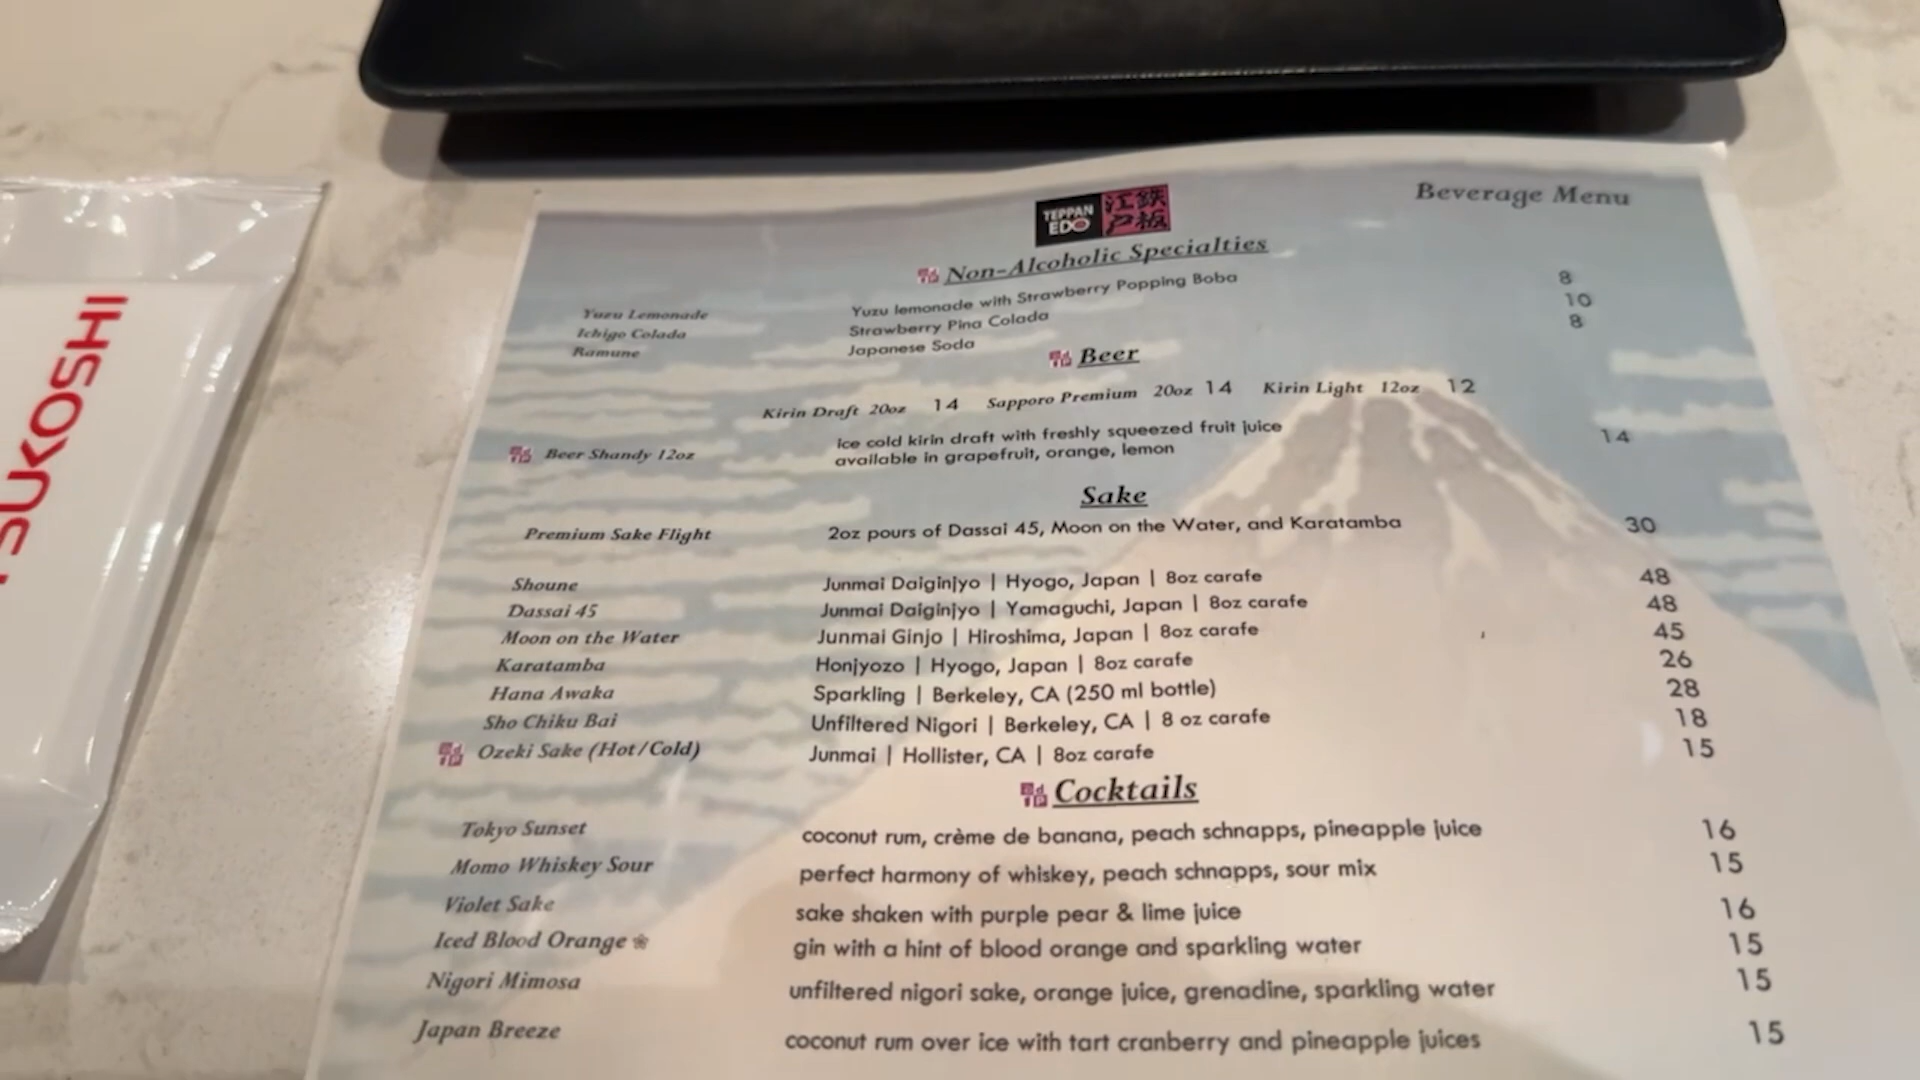 TSUKOSHI
Beverage Menu
TEPPAN EDO 江戸 鉄板
Non-Alcoholic Specialties
Yuzu Lemonade Yuzu lemonade with Strawberry Popping Boba 8
Ichigo Colada Strawberry Pina Colada 10
Ramune Japanese Soda 8
Beer
Kirin Draft 20oz 14 Sapporo Premium 20oz 14 Kirin Light 12oz 12
Beer Shandy 12oz ice cold kirin draft with freshly squeezed fruit juice 14
available in grapefruit, orange, lemon
Sake
Premium Sake Flight 2oz pours of Dassai 45, Moon on the Water, and Karatamba 30
Shoune Junmai Daiginjyo | Hyogo, Japan | 8oz carafe 48
Dassai 45 Junmai Daiginjyo | Yamaguchi, Japan | 8oz carafe 48
Moon on the Water Junmai Ginjo | Hiroshima, Japan | 8oz carafe 45
Karatamba Honjyozo | Hyogo, Japan | 8oz carafe 26
Hana Awaka Sparkling | Berkeley, CA (250 ml bottle) 28
Sho Chiku Bai Unfiltered Nigori | Berkeley, CA | 8 oz carafe 18
Ozeki Sake (Hot/Cold) Junmai | Hollister, CA | 8oz carafe 15
Cocktails
Tokyo Sunset coconut rum, crème de banana, peach schnapps, pineapple juice 16
Momo Whiskey Sour perfect harmony of whiskey, peach schnapps, sour mix 15
Violet Sake sake shaken with purple pear & lime juice 16
Iced Blood Orange gin with a hint of blood orange and sparkling water 15
Nigori Mimosa unfiltered nigori sake, orange juice, grenadine, sparkling water 15
Japan Breeze coconut rum over ice with tart cranberry and pineapple juices 15